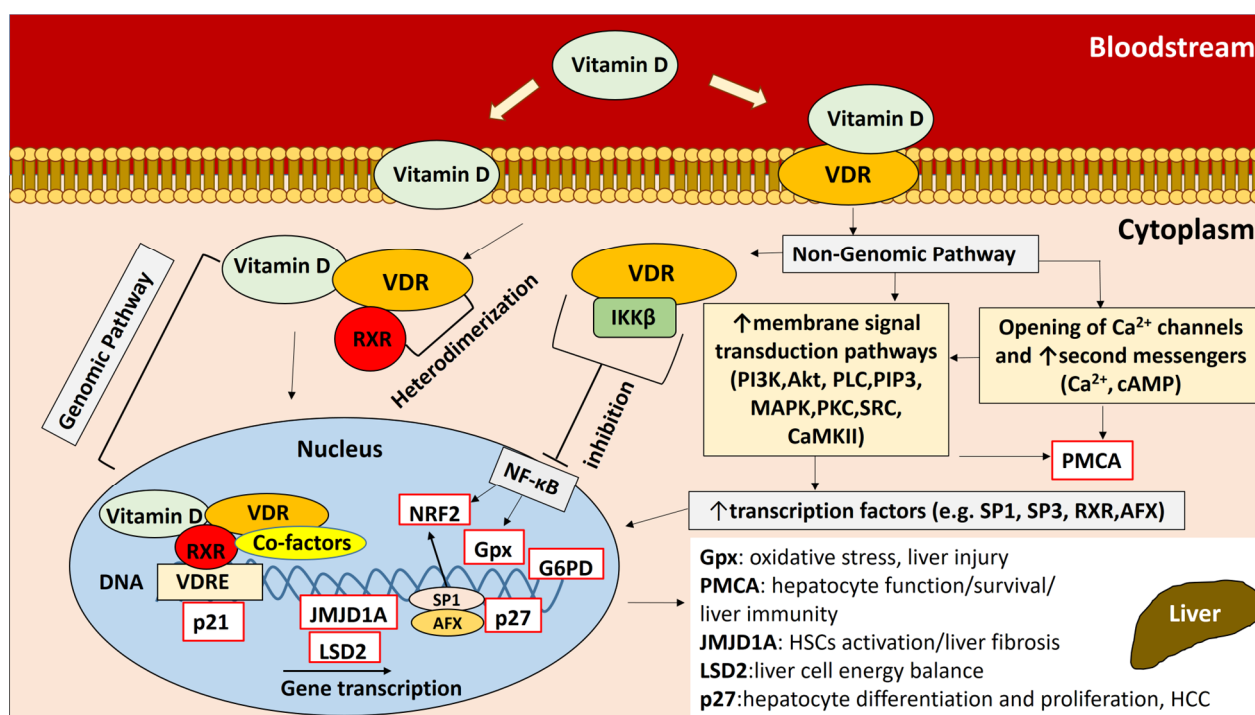 Bloodstream
Vitamin D
Vitamin D
Vitamin D
VDR
Cytoplasm
Genomic Pathway
Vitamin D
VDR
RXR
Heterodimerization
VDR
IKKβ
inhibition
Non-Genomic Pathway
↑membrane signal
transduction pathways
(PI3K,Akt, PLC,PIP3,
MAPK,PKC,SRC,
CaMKII)
Opening of Ca²⁺ channels
and ↑second messengers
(Ca²⁺, cAMP)
PMCA
↑transcription factors (e.g. SP1, SP3, RXR,AFX)
Nucleus
NF-κB
Vitamin D
VDR
RXR
Co-factors
NRF2
Gpx
G6PD
DNA
VDRE
p21
JMJD1A
LSD2
SP1
AFX
p27
Gene transcription
Gpx: oxidative stress, liver injury
PMCA: hepatocyte function/survival/
liver immunity
JMJD1A: HSCs activation/liver fibrosis
LSD2:liver cell energy balance
p27:hepatocyte differentiation and proliferation, HCC
Liver